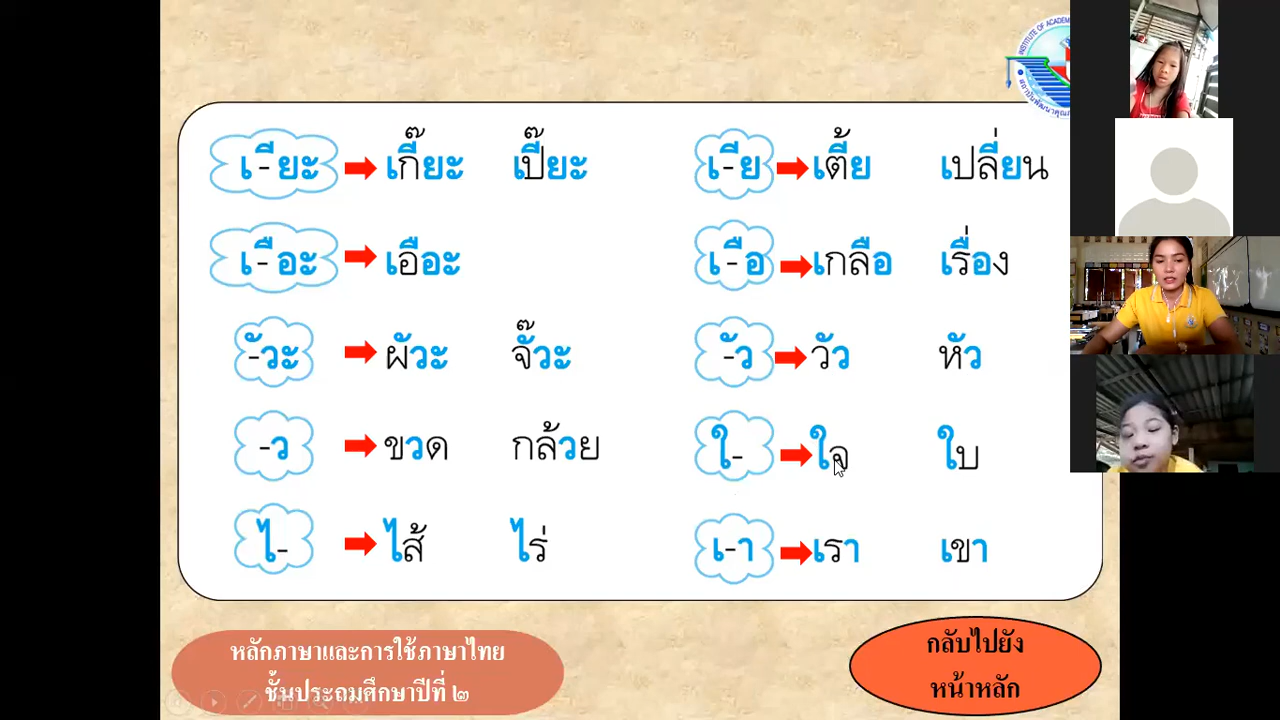 INSTITUTE OF ACADEM
เ-ียะ เกี๊ยะ เปี๊ยะ เ-ีย เตี้ย เปลี่ยน
เ-ือะ เอือะ เ-ือ เกลือ เรื่อง
-ัวะ ผัวะ จั๊วะ -ัว วัว หัว
-ว ขวด กล้วย ใ- ใจ ใบ
ไ- ไส้ ไร่ เ-า เรา เขา
หลักภาษาและการใช้ภาษาไทย
ชั้นประถมศึกษาปีที่ ๒
กลับไปยัง
หน้าหลัก